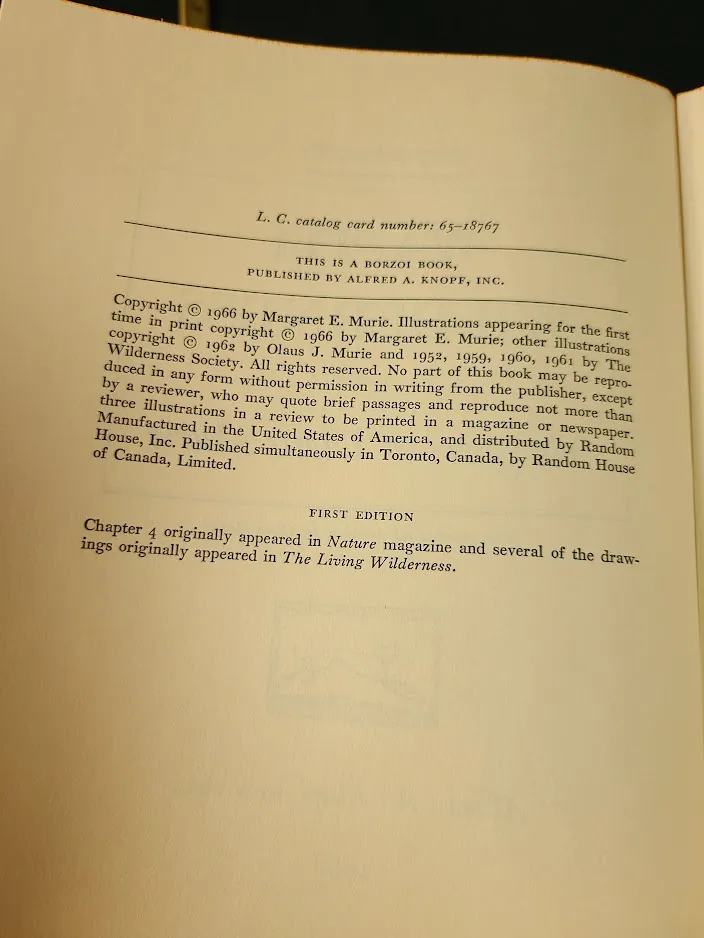 L. C. catalog card number: 65–18767
THIS IS A BORZOI BOOK,
PUBLISHED BY ALFRED A. KNOPF, INC.
Copyright © 1966 by Margaret E. Murie. Illustrations appearing for the first
time in print copyright © 1966 by Margaret E. Murie; other illustrations
copyright © 1962 by Olaus J. Murie and 1952, 1959, 1960, 1961 by The
Wilderness Society. All rights reserved. No part of this book may be repro-
duced in any form without permission in writing from the publisher, except
by a reviewer, who may quote brief passages and reproduce not more than
three illustrations in a review to be printed in a magazine or newspaper.
Manufactured in the United States of America, and distributed by Random
House, Inc. Published simultaneously in Toronto, Canada, by Random House
of Canada, Limited.
FIRST EDITION
Chapter 4 originally appeared in Nature magazine and several of the draw-
ings originally appeared in The Living Wilderness.